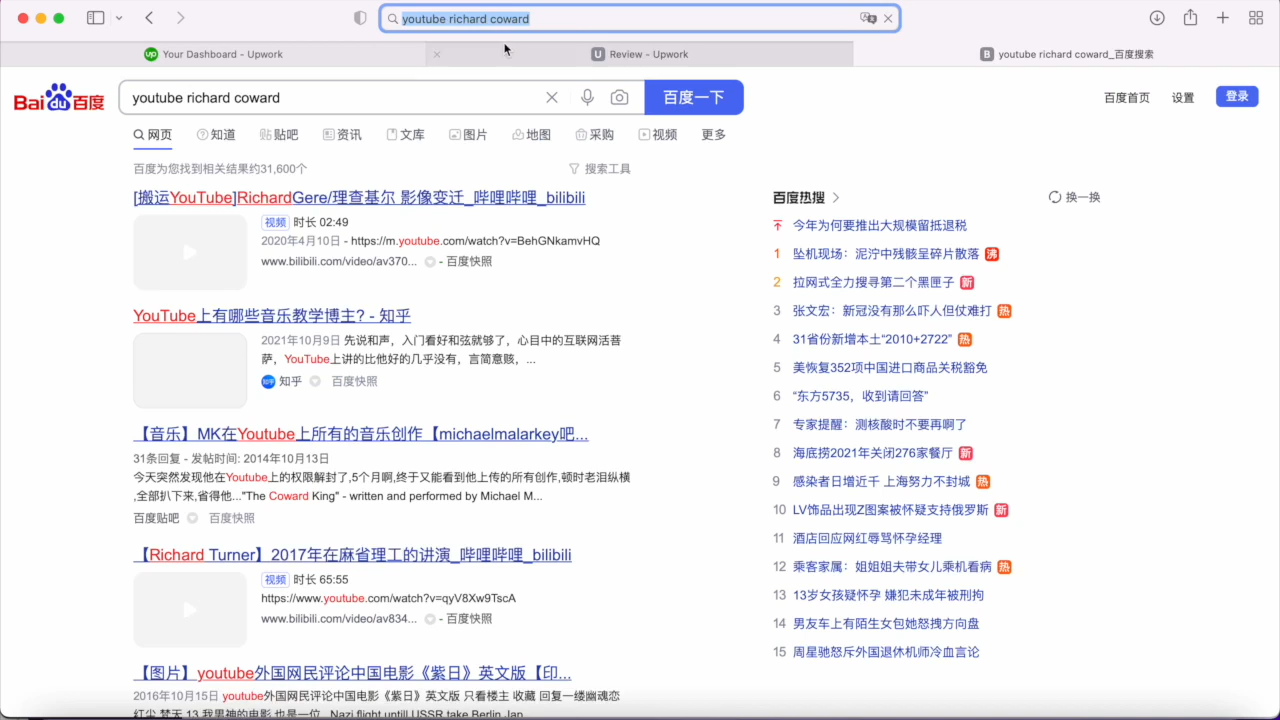 youtube richard coward
Your Dashboard - Upwork
Review - Upwork
youtube richard coward_百度搜索
Bai du 百度
youtube richard coward
百度一下
百度首页
设置
登录
网页
知道
贴吧
资讯
文库
图片
地图
采购
视频
更多
百度为您找到相关结果约31,600个
搜索工具
[搬运YouTube]RichardGere/理查基尔 影像变迁_哔哩哔哩_bilibili
视频 时长 02:49
2020年4月10日 - https://m.youtube.com/watch?v=BehGNkamvHQ
www.bilibili.com/video/av370... - 百度快照
YouTube上有哪些音乐教学博主? - 知乎
2021年10月9日 先说和声，入门看好和弦就够了，心目中的互联网活菩
萨，YouTube上讲的比他好的几乎没有，言简意赅，...
知乎 知乎 百度快照
【音乐】MK在Youtube上所有的音乐创作【michaelmalarkey吧...
31条回复 - 发帖时间: 2014年10月13日
今天突然发现他在Youtube上的权限解封了,5个月啊,终于又能看到他上传的所有创作,顿时老泪纵横
,全部扒下来,省得他..."The Coward King" - written and performed by Michael M...
百度贴吧 百度快照
【Richard Turner】2017年在麻省理工的讲演_哔哩哔哩_bilibili
视频 时长 65:55
https://www.youtube.com/watch?v=qyV8Xw9TscA
www.bilibili.com/video/av834... - 百度快照
【图片】youtube外国网民评论中国电影《紫日》英文版【印...
2016年10月15日 youtube外国网民评论中国电影《紫日》英文版 只看楼主 收藏 回复一缕幽魂恋
红尘 梵天 13 我男神的电影 也是一位...Nazi flight untill USSR take Berlin Jap
百度热搜
换一换
今年为何要推出大规模留抵退税
1 坠机现场：泥泞中残骸呈碎片散落 沸
2 拉网式全力搜寻第二个黑匣子 新
3 张文宏：新冠没有那么吓人但仗难打 热
4 31省份新增本土“2010+2722” 热
5 美恢复352项中国进口商品关税豁免
6 “东方5735，收到请回答”
7 专家提醒：测核酸时不要再啊了
8 海底捞2021年关闭276家餐厅 新
9 感染者日增近千 上海努力不封城 热
10 LV饰品出现Z图案被怀疑支持俄罗斯 新
11 酒店回应网红辱骂怀孕经理
12 乘客家属：姐姐姐夫带女儿乘机看病 热
13 13岁女孩疑怀孕 嫌犯未成年被刑拘
14 男友车上有陌生女包她怒拽方向盘
15 周星驰怒斥外国退休机师冷血言论